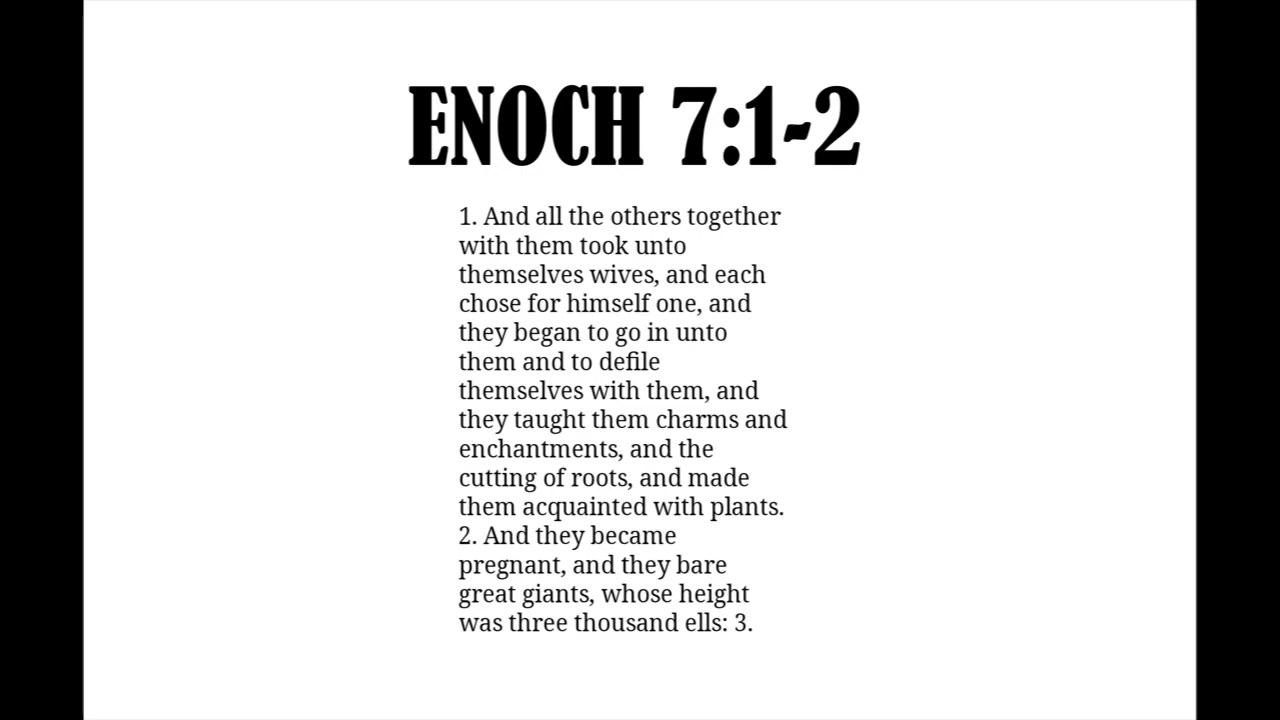 ENOCH 7:1-2
1. And all the others together
with them took unto
themselves wives, and each
chose for himself one, and
they began to go in unto
them and to defile
themselves with them, and
they taught them charms and
enchantments, and the
cutting of roots, and made
them acquainted with plants.
2. And they became
pregnant, and they bare
great giants, whose height
was three thousand ells: 3.